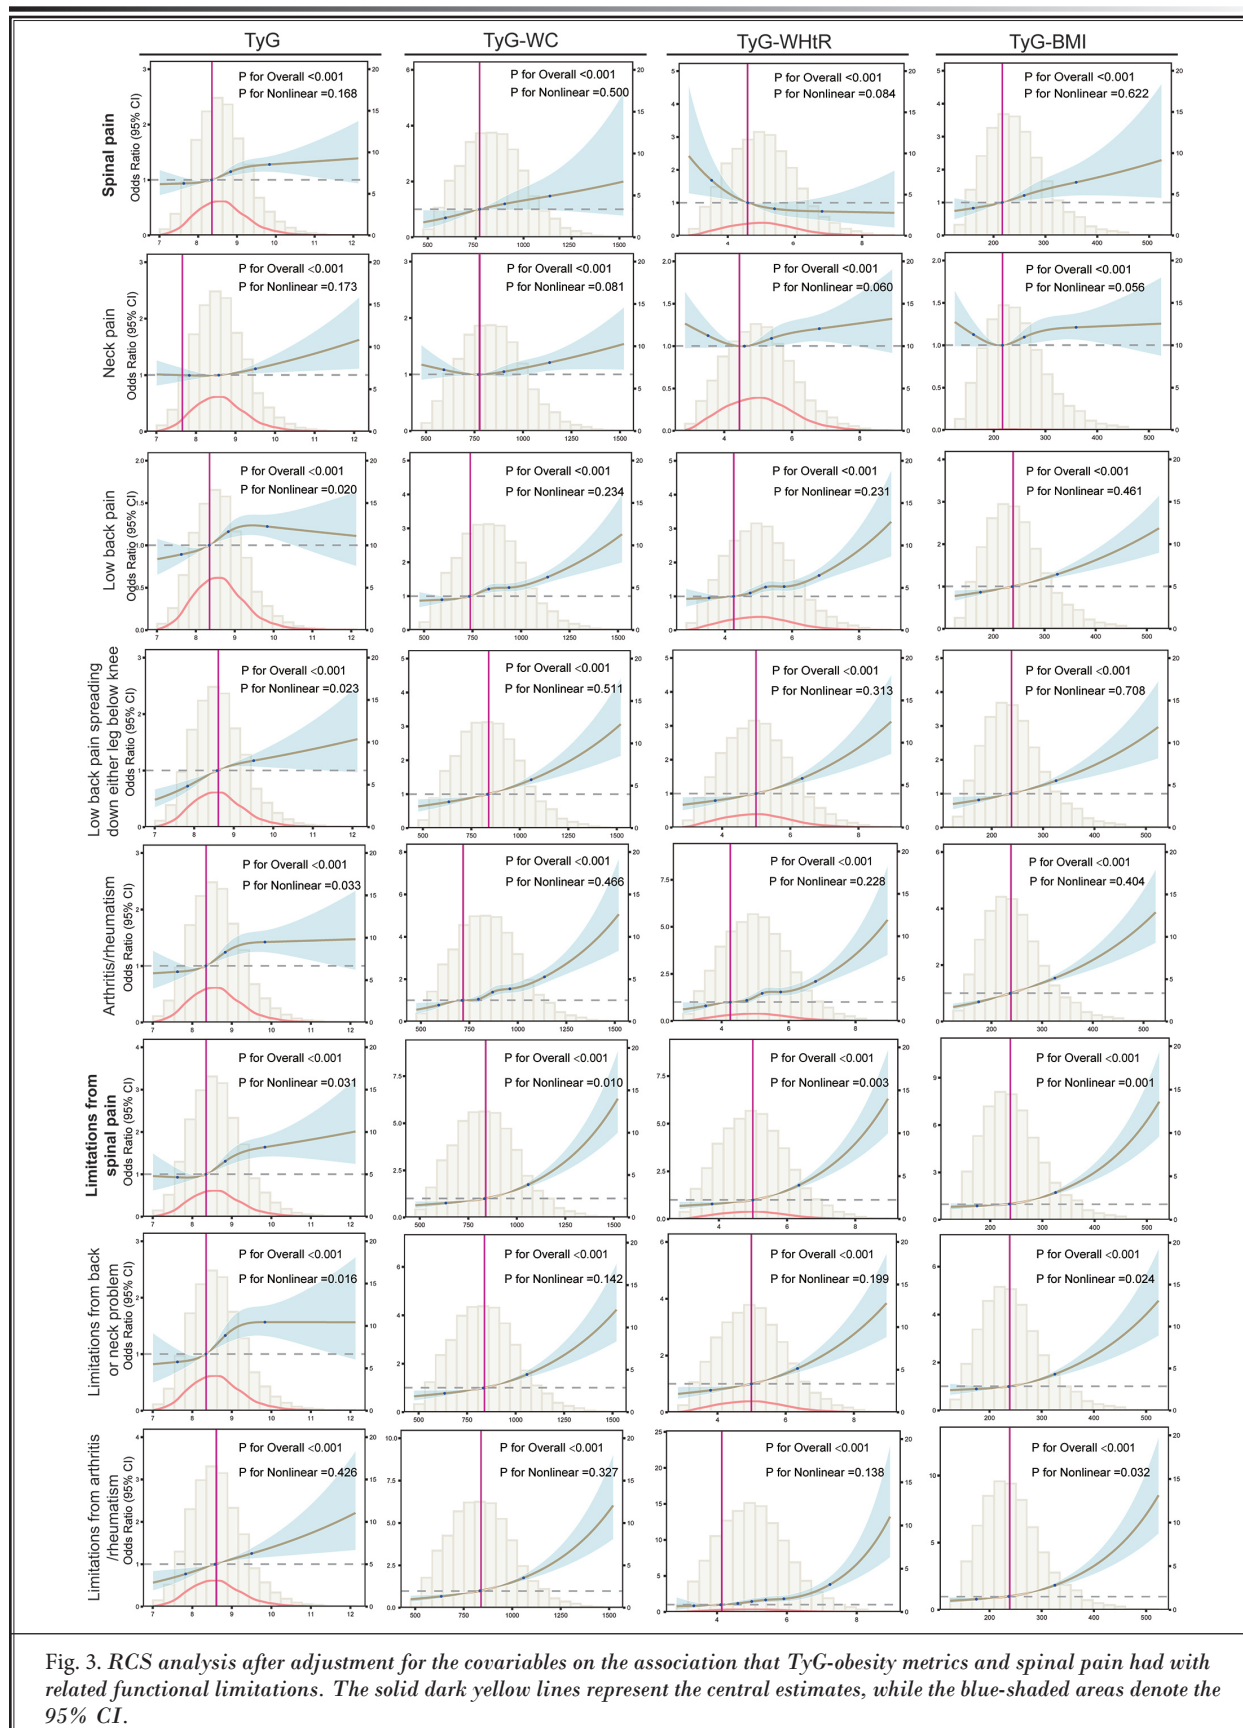 TyG TyG-WC TyG-WHtR TyG-BMI
Spinal pain
Odds Ratio (95% CI)
P for Overall <0.001
P for Nonlinear =0.168
P for Overall <0.001
P for Nonlinear =0.500
P for Overall <0.001
P for Nonlinear =0.084
P for Overall <0.001
P for Nonlinear =0.622
Neck pain
Odds Ratio (95% CI)
P for Overall <0.001
P for Nonlinear =0.173
P for Overall <0.001
P for Nonlinear =0.081
P for Overall <0.001
P for Nonlinear =0.060
P for Overall <0.001
P for Nonlinear =0.056
Low back pain
Odds Ratio (95% CI)
P for Overall <0.001
P for Nonlinear =0.020
P for Overall <0.001
P for Nonlinear =0.234
P for Overall <0.001
P for Nonlinear =0.231
P for Overall <0.001
P for Nonlinear =0.461
Low back pain spreading
down either leg below knee
Odds Ratio (95% CI)
P for Overall <0.001
P for Nonlinear =0.023
P for Overall <0.001
P for Nonlinear =0.511
P for Overall <0.001
P for Nonlinear =0.313
P for Overall <0.001
P for Nonlinear =0.708
Arthritis/rheumatism
Odds Ratio (95% CI)
P for Overall <0.001
P for Nonlinear =0.033
P for Overall <0.001
P for Nonlinear =0.466
P for Overall <0.001
P for Nonlinear =0.228
P for Overall <0.001
P for Nonlinear =0.404
Limitations from
spinal pain
Odds Ratio (95% CI)
P for Overall <0.001
P for Nonlinear =0.031
P for Overall <0.001
P for Nonlinear =0.010
P for Overall <0.001
P for Nonlinear =0.003
P for Overall <0.001
P for Nonlinear =0.001
Limitations from back
or neck problem
Odds Ratio (95% CI)
P for Overall <0.001
P for Nonlinear =0.016
P for Overall <0.001
P for Nonlinear =0.142
P for Overall <0.001
P for Nonlinear =0.199
P for Overall <0.001
P for Nonlinear =0.024
Limitations from arthritis
/rheumatism
Odds Ratio (95% CI)
P for Overall <0.001
P for Nonlinear =0.426
P for Overall <0.001
P for Nonlinear =0.327
P for Overall <0.001
P for Nonlinear =0.138
P for Overall <0.001
P for Nonlinear =0.032
Fig. 3. RCS analysis after adjustment for the covariables on the association that TyG-obesity metrics and spinal pain had with
related functional limitations. The solid dark yellow lines represent the central estimates, while the blue-shaded areas denote the
95% CI.